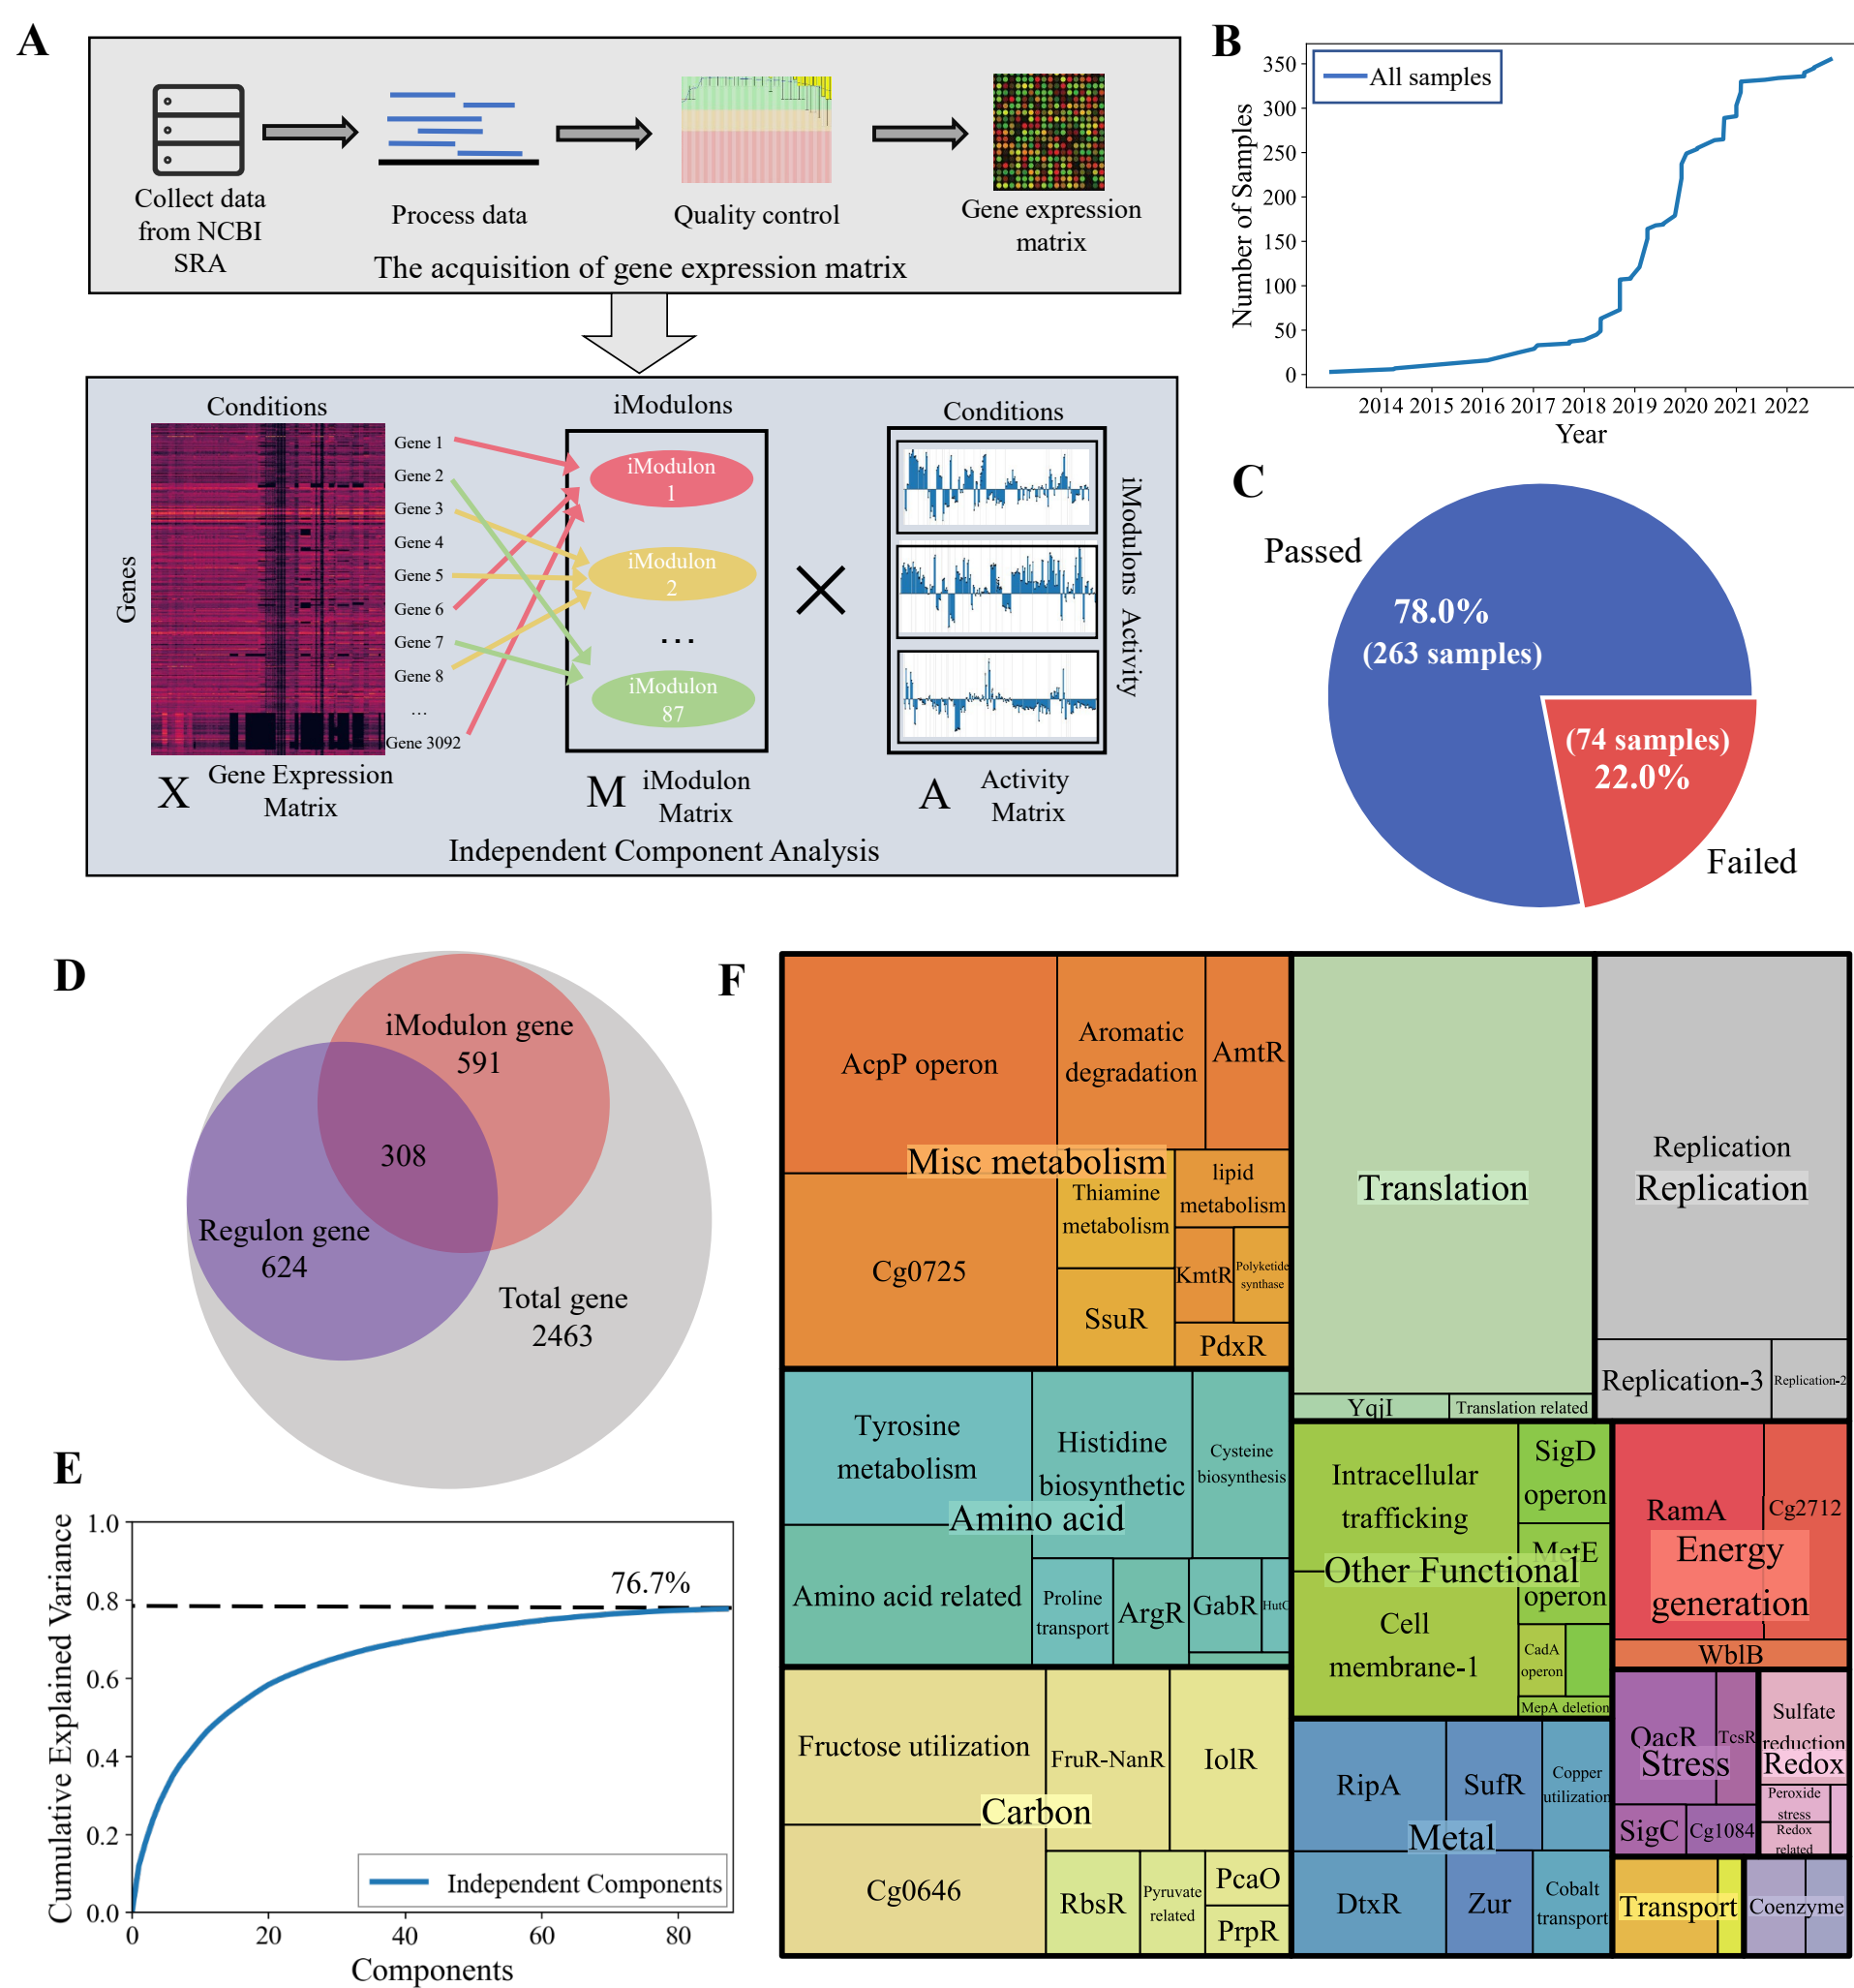 A
Collect data
from NCBI
SRA
Process data
Quality control
Gene expression
matrix
The acquisition of gene expression matrix
Conditions
Genes
Gene 1
Gene 2
Gene 3
Gene 4
Gene 5
Gene 6
Gene 7
Gene 8
...
Gene 3092
X
Gene Expression
Matrix
iModulons
iModulon
1
iModulon
2
...
iModulon
87
M
iModulon
Matrix
Conditions
iModulons Activity
A
Activity
Matrix
Independent Component Analysis
B
All samples
Number of Samples
350
300
250
200
150
100
50
0
2014 2015 2016 2017 2018 2019 2020 2021 2022
Year
C
Passed
78.0%
(263 samples)
(74 samples)
22.0%
Failed
D
iModulon gene
591
308
Regulon gene
624
Total gene
2463
E
Cumulative Explained Variance
1.0
0.8
0.6
0.4
0.2
0.0
76.7%
Independent Components
0 20 40 60 80
Components
F
AcpP operon
Aromatic
degradation
AmtR
Misc metabolism
Cg0725
Thiamine
metabolism
lipid
metabolism
SsuR
KmtR
Polyketide
synthase
PdxR
Translation
YqjI
Translation related
Replication
Replication
Replication-3
Replication-2
Tyrosine
metabolism
Histidine
biosynthetic
Cysteine
biosynthesis
Amino acid
Amino acid related
Proline
transport
ArgR
GabR
HutC
Intracellular
trafficking
SigD
operon
Other Functional
MetE
operon
Cell
membrane-1
CadA
operon
MepA deletion
RamA
Cg2712
Energy
generation
WblB
Fructose utilization
FruR-NanR
IolR
Carbon
Cg0646
RbsR
Pyruvate
related
PcaO
PrpR
RipA
SufR
Copper
utilization
Metal
DtxR
Zur
Cobalt
transport
QacR
TcsR
Stress
SigC
Cg1084
Sulfate
reduction
Redox
Peroxide
stress
Redox
related
Transport
Coenzyme